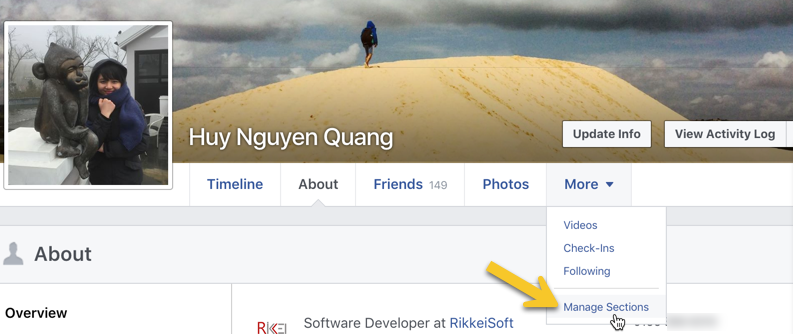 Huy Nguyen Quang
Update Info
View Activity Log
Timeline
About
Friends 149
Photos
More
Videos
Check-Ins
Following
Manage Sections
About
Overview
RIKKEI
Software Developer at RikkeiSoft